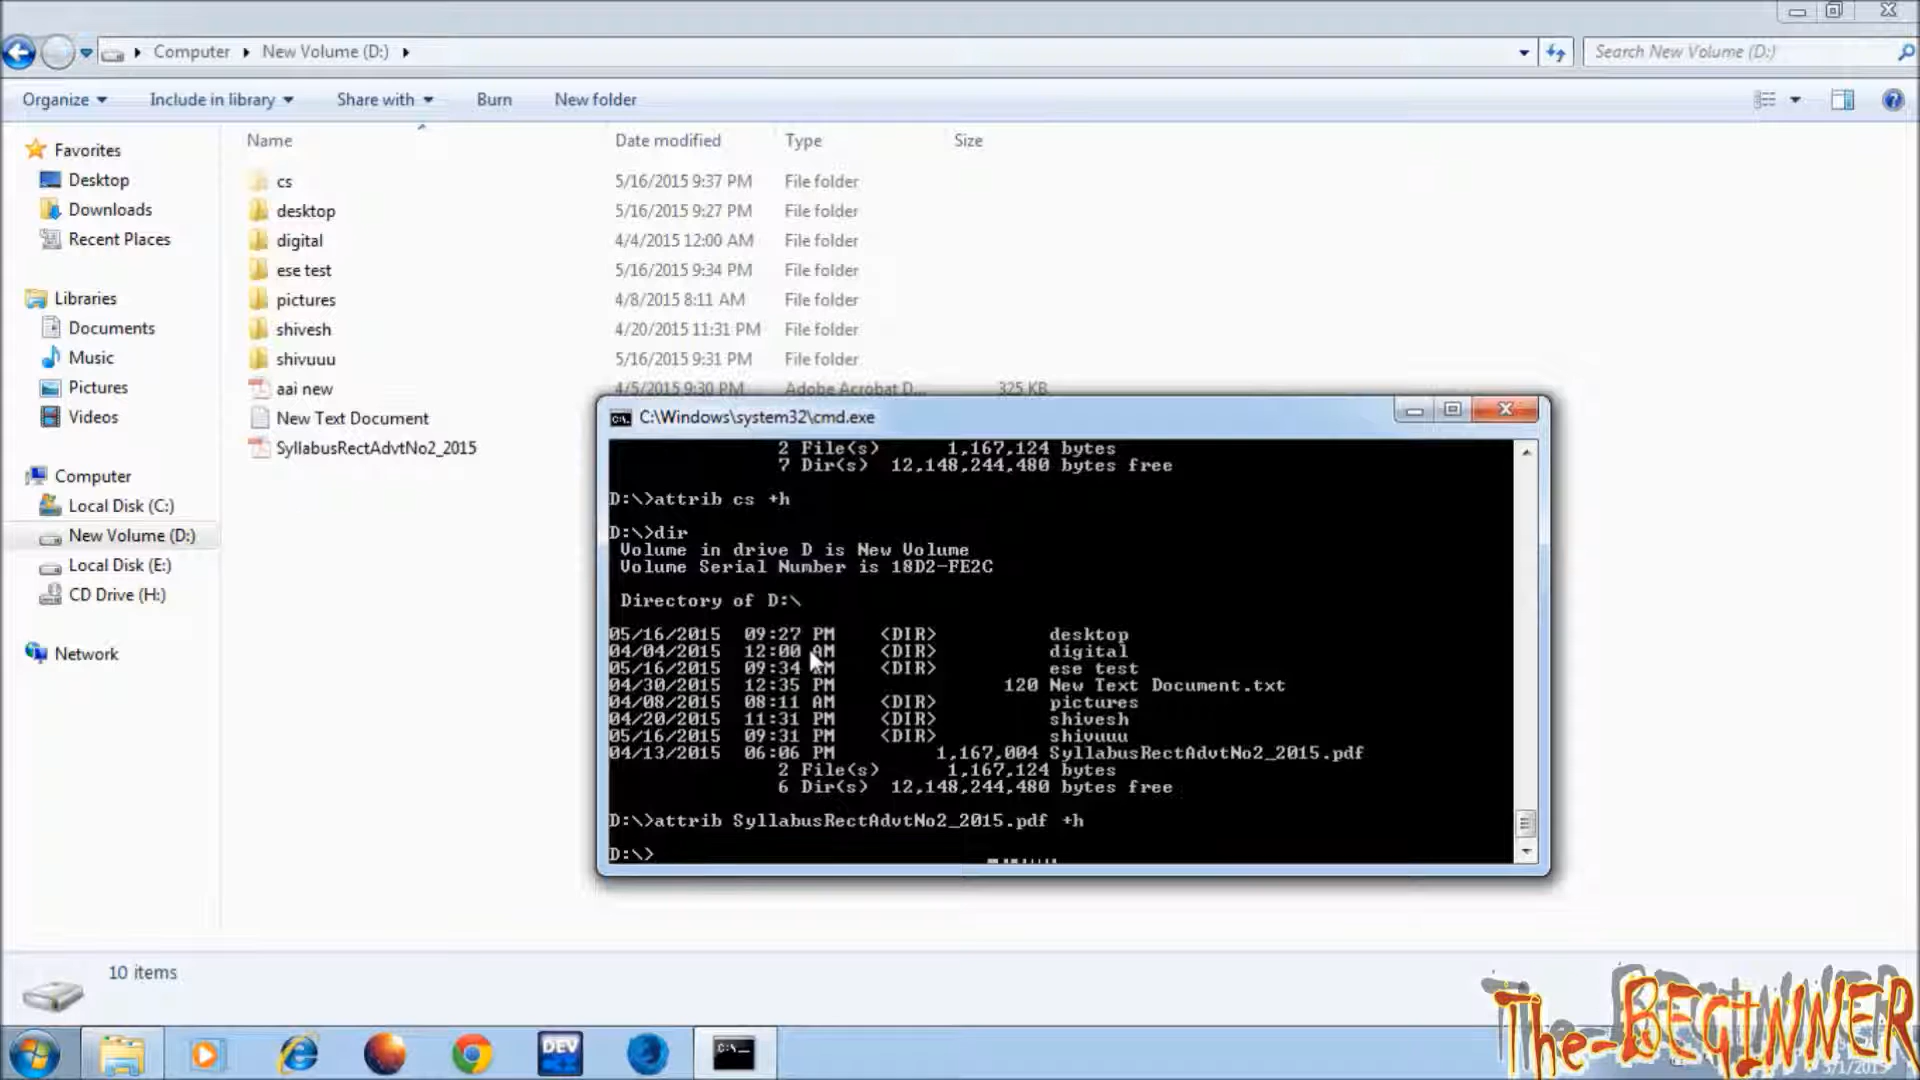 Computer New Volume (D:)
Search New Volume (D:)
Organize Include in library Share with Burn New folder
Name Date modified Type Size
Favorites
Desktop
Downloads
Recent Places
Libraries
Documents
Music
Pictures
Videos
Computer
Local Disk (C:)
New Volume (D:)
Local Disk (E:)
CD Drive (H:)
Network
cs 5/16/2015 9:37 PM File folder
desktop 5/16/2015 9:27 PM File folder
digital 4/4/2015 12:00 AM File folder
ese test 5/16/2015 9:34 PM File folder
pictures 4/8/2015 8:11 AM File folder
shivesh 4/20/2015 11:31 PM File folder
shivuuu 5/16/2015 9:31 PM File folder
aai new 4/5/2015 9:30 PM Adobe Acrobat D... 325 KB
New Text Document
SyllabusRectAdvtNo2_2015
C:\Windows\system32\cmd.exe
2 File(s) 1,167,124 bytes
7 Dir(s) 12,148,244,480 bytes free
D:\>attrib cs +h
D:\>dir
Volume in drive D is New Volume
Volume Serial Number is 18D2-FE2C
Directory of D:\
05/16/2015 09:27 PM <DIR> desktop
04/04/2015 12:00 AM <DIR> digital
05/16/2015 09:34 AM <DIR> ese test
04/30/2015 12:35 PM 120 New Text Document.txt
04/08/2015 08:11 AM <DIR> pictures
04/20/2015 11:31 PM <DIR> shivesh
05/16/2015 09:31 PM <DIR> shivuuu
04/13/2015 06:06 PM 1,167,004 SyllabusRectAdvtNo2_2015.pdf
2 File(s) 1,167,124 bytes
6 Dir(s) 12,148,244,480 bytes free
D:\>attrib SyllabusRectAdvtNo2_2015.pdf +h
D:\>
10 items
DEV
C:\_
The-BEGINNER